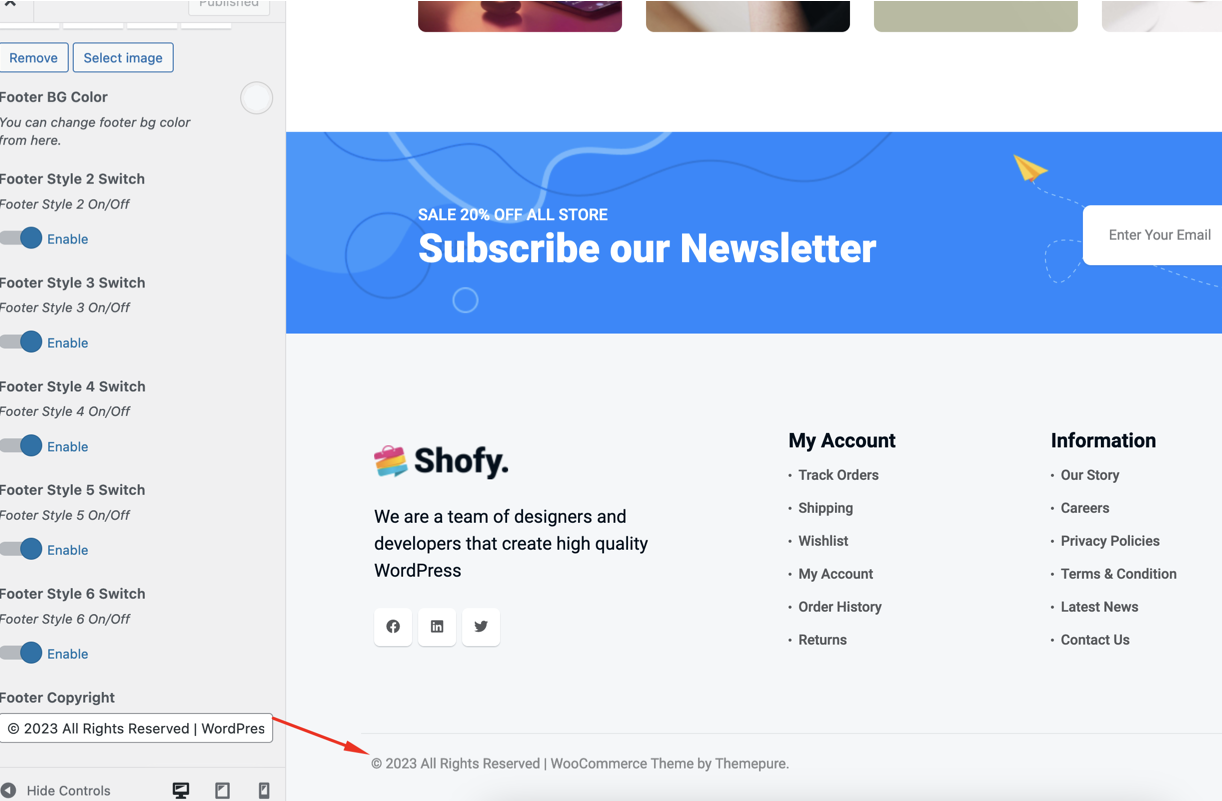 Published
Remove
Select image
Footer BG Color
You can change footer bg color
from here.
Footer Style 2 Switch
Footer Style 2 On/Off
Enable
Footer Style 3 Switch
Footer Style 3 On/Off
Enable
Footer Style 4 Switch
Footer Style 4 On/Off
Enable
Footer Style 5 Switch
Footer Style 5 On/Off
Enable
Footer Style 6 Switch
Footer Style 6 On/Off
Enable
Footer Copyright
© 2023 All Rights Reserved | WordPres
Hide Controls
SALE 20% OFF ALL STORE
Subscribe our Newsletter
Enter Your Email
Shofy.
We are a team of designers and
developers that create high quality
WordPress
My Account
· Track Orders
· Shipping
· Wishlist
· My Account
· Order History
· Returns
Information
· Our Story
· Careers
· Privacy Policies
· Terms & Condition
· Latest News
· Contact Us
© 2023 All Rights Reserved | WooCommerce Theme by Themepure.